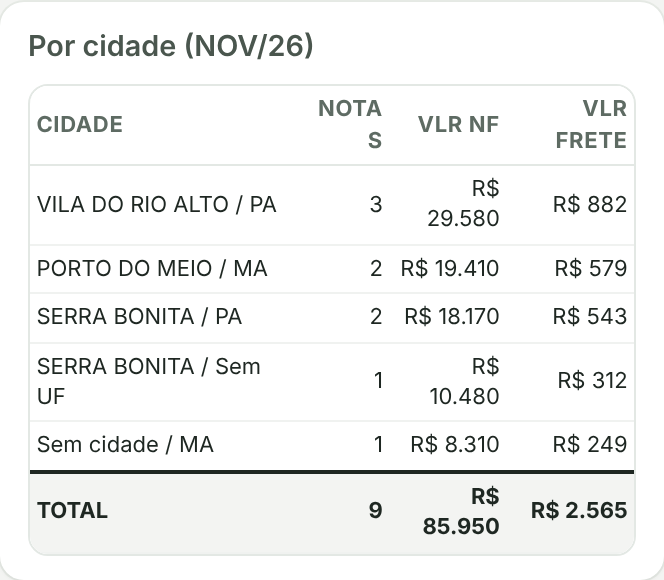 Por cidade (NOV/26)
CIDADE NOTAS VLR NF VLR FRETE
VILA DO RIO ALTO / PA 3 R$ 29.580 R$ 882
PORTO DO MEIO / MA 2 R$ 19.410 R$ 579
SERRA BONITA / PA 2 R$ 18.170 R$ 543
SERRA BONITA / Sem UF 1 R$ 10.480 R$ 312
Sem cidade / MA 1 R$ 8.310 R$ 249
TOTAL 9 R$ 85.950 R$ 2.565